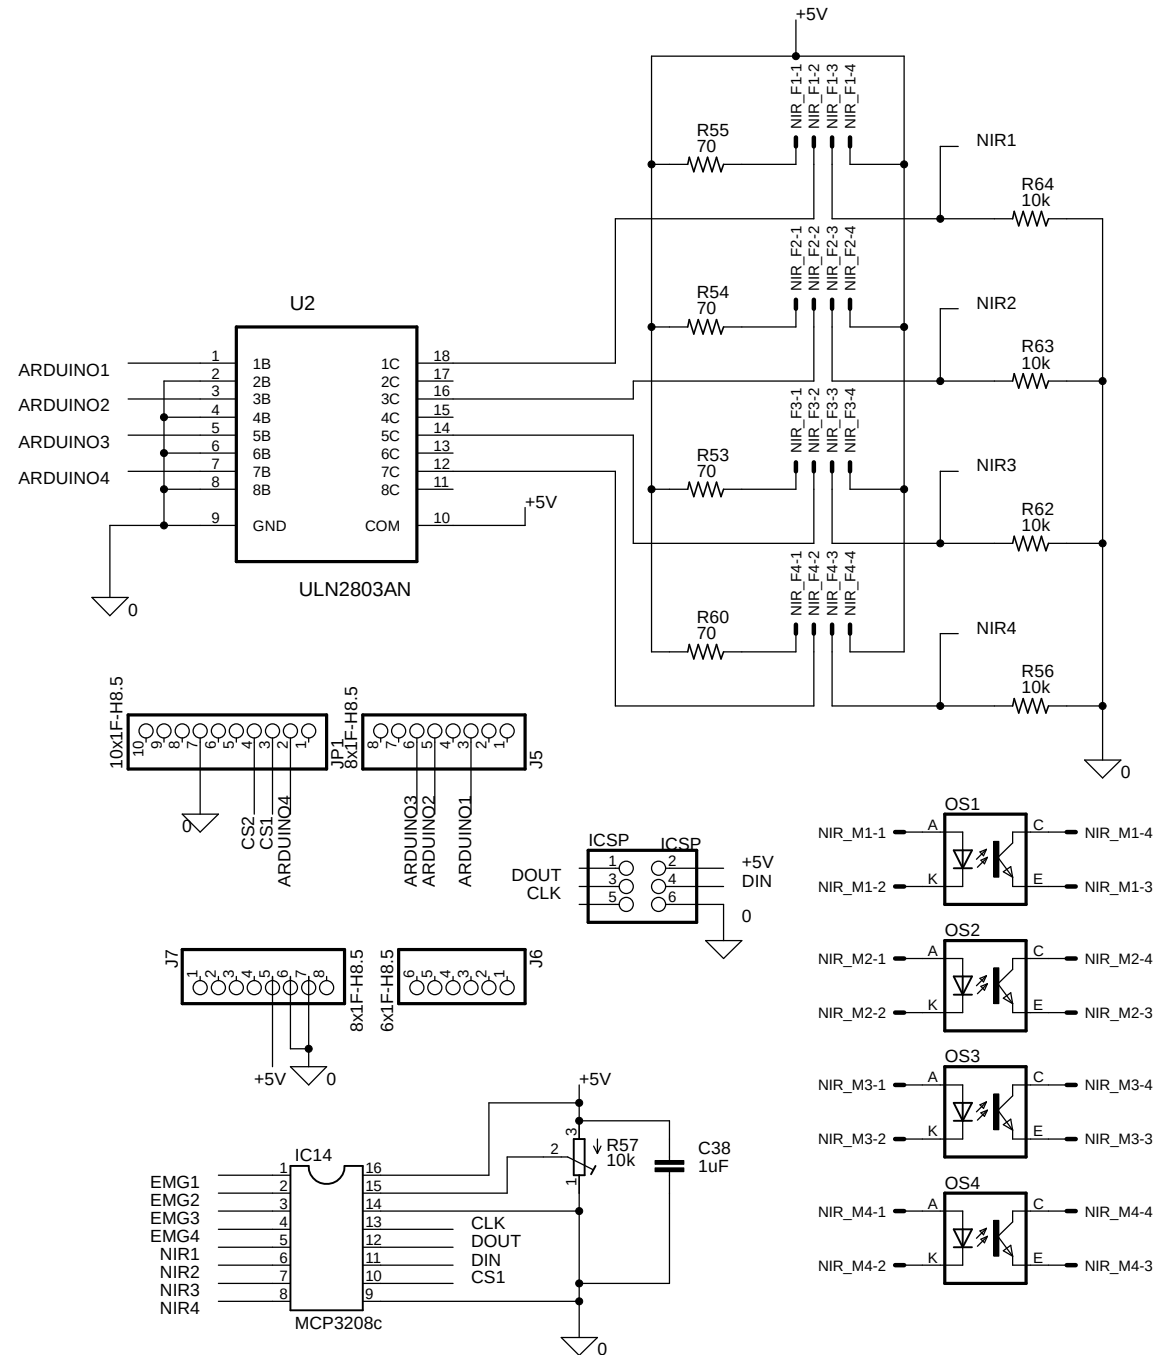 +5V
NIR_F1-1
NIR_F1-2
NIR_F1-3
NIR_F1-4
R55
70
NIR1
R64
10k
NIR_F2-1
NIR_F2-2
NIR_F2-3
NIR_F2-4
R54
70
NIR2
R63
10k
NIR_F3-1
NIR_F3-2
NIR_F3-3
NIR_F3-4
R53
70
NIR3
R62
10k
NIR_F4-1
NIR_F4-2
NIR_F4-3
NIR_F4-4
R60
70
NIR4
R56
10k
0
U2
ARDUINO1 1 1B 1C 18
2 2B 2C 17
ARDUINO2 3 3B 3C 16
4 4B 4C 15
ARDUINO3 5 5B 5C 14
6 6B 6C 13
ARDUINO4 7 7B 7C 12
8 8B 8C 11
9 GND COM 10 +5V
ULN2803AN
0
10x1F-H8.5
10 9 8 7 6 5 4 3 2 1
JP1
0
CS2
CS1
ARDUINO4
8x1F-H8.5
8 7 6 5 4 3 2 1
J5
ARDUINO3
ARDUINO2
ARDUINO1
ICSP ICSP
DOUT 1 2 +5V
CLK 3 4 DIN
5 6 0
J7
1 2 3 4 5 6 7 8
8x1F-H8.5
+5V 0
6x1F-H8.5
6 5 4 3 2 1
J6
OS1
NIR_M1-1 A C NIR_M1-4
NIR_M1-2 K E NIR_M1-3
OS2
NIR_M2-1 A C NIR_M2-4
NIR_M2-2 K E NIR_M2-3
OS3
NIR_M3-1 A C NIR_M3-4
NIR_M3-2 K E NIR_M3-3
OS4
NIR_M4-1 A C NIR_M4-4
NIR_M4-2 K E NIR_M4-3
+5V
3
2
1
R57
10k
C38
1uF
IC14
EMG1 1 16
EMG2 2 15
EMG3 3 14
EMG4 4 13 CLK
NIR1 5 12 DOUT
NIR2 6 11 DIN
NIR3 7 10 CS1
NIR4 8 9
MCP3208c
0